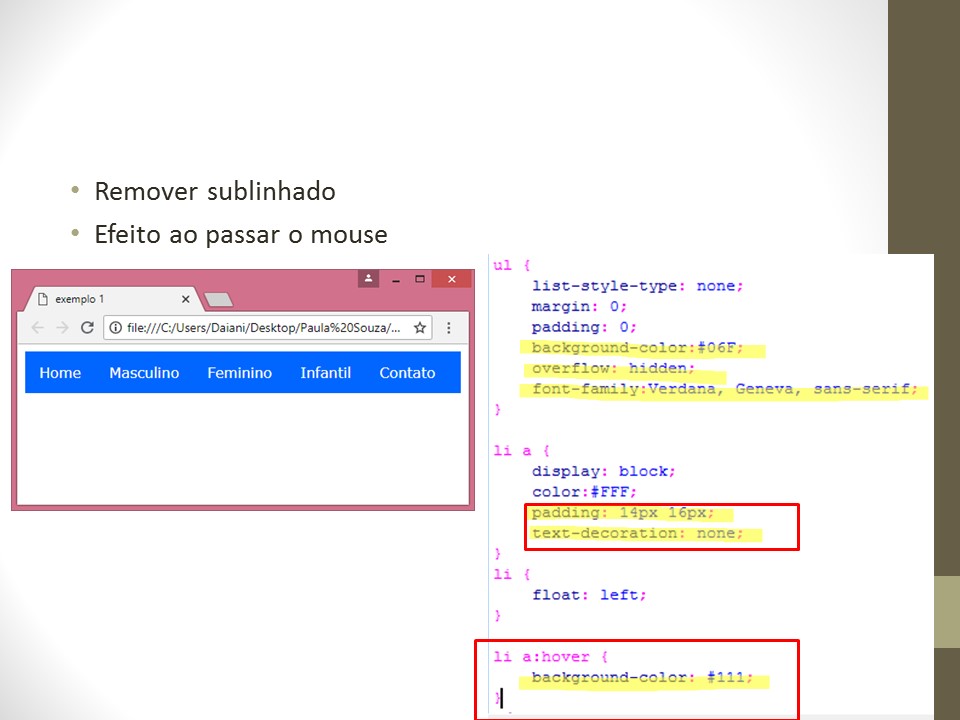 Remover sublinhado
Efeito ao passar o mouse
exemplo 1
file:///C:/Users/Daiani/Desktop/Paula%20Souza/...
Home Masculino Feminino Infantil Contato
ul {
list-style-type: none;
margin: 0;
padding: 0;
background-color:#06F;
overflow: hidden;
font-family:Verdana, Geneva, sans-serif;
}
li a {
display: block;
color:#FFF;
padding: 14px 16px;
text-decoration: none;
}
li {
float: left;
}
li a:hover {
background-color: #111;
}